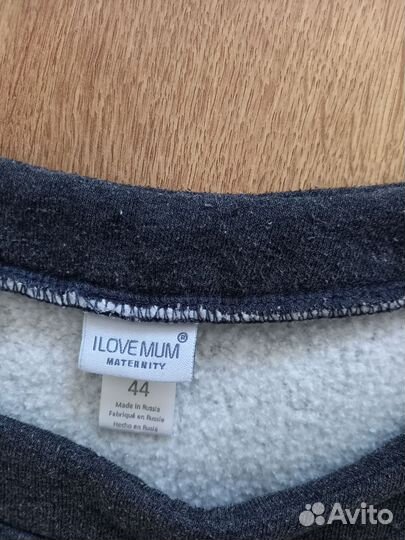 I LOVE MUM®
MATERNITY
44
Made in Russia
Fabriqué en Russie
Hecho en Rusia
Avito